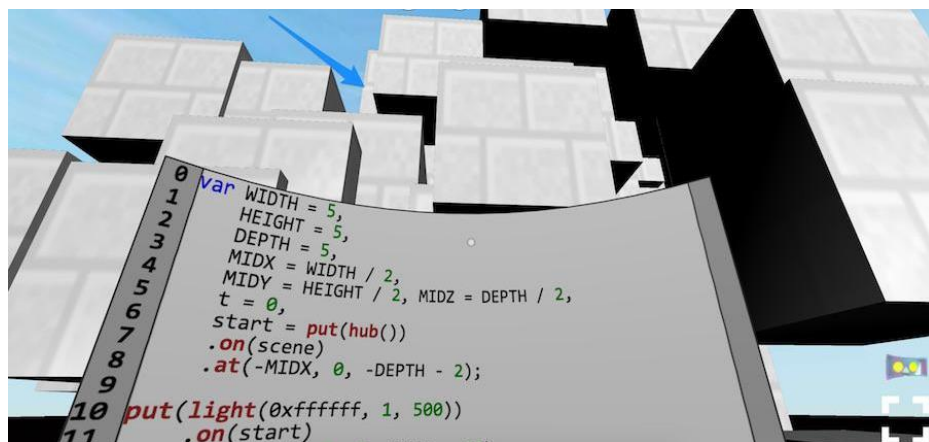 0 var WIDTH = 5,
1 HEIGHT = 5,
2 DEPTH = 5,
3 MIDX = WIDTH / 2,
4 MIDY = HEIGHT / 2, MIDZ = DEPTH / 2,
5 t = 0,
6 start = put(hub())
7 .on(scene)
8 .at(-MIDX, 0, -DEPTH - 2);
9
10 put(light(0xffffff, 1, 500))
11 .on(start)